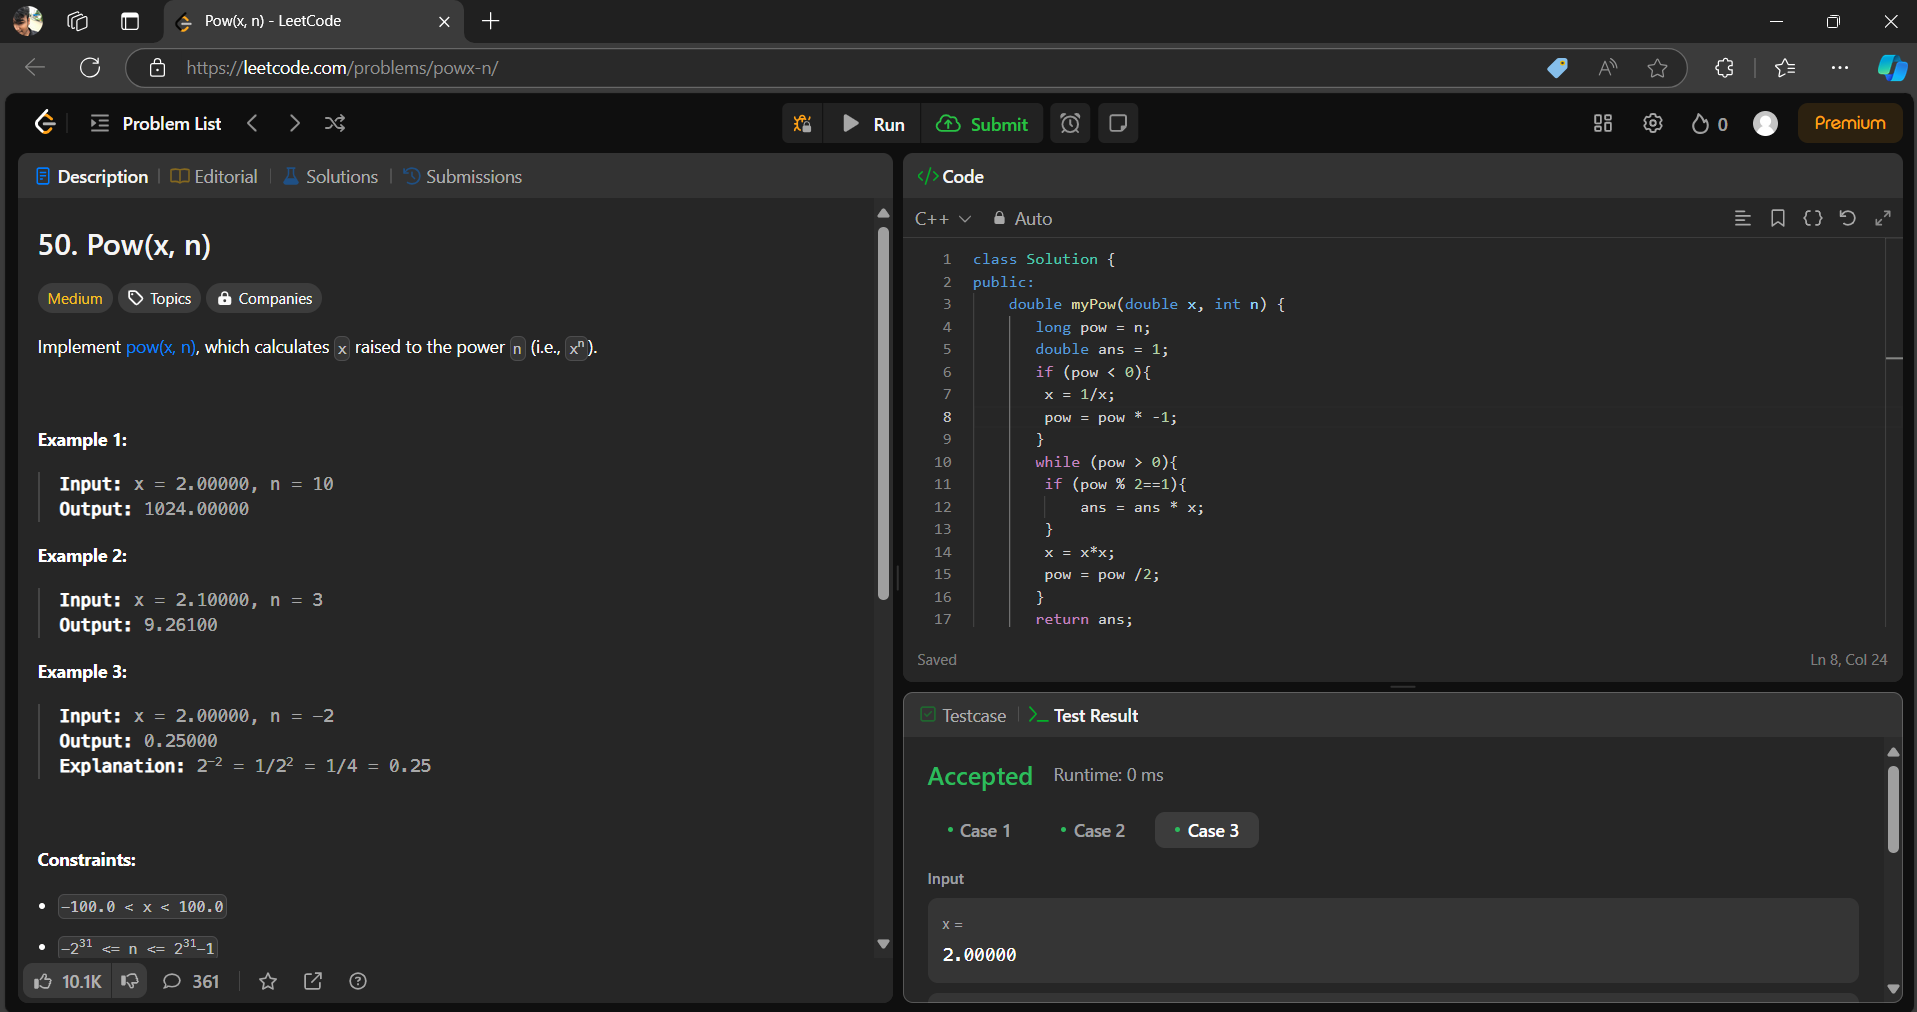 Pow(x, n) - LeetCode
https://leetcode.com/problems/powx-n/
Problem List
Run
Submit
0
Premium
Description
Editorial
Solutions
Submissions
50. Pow(x, n)
Medium
Topics
Companies
Implement pow(x, n), which calculates x raised to the power n (i.e., xⁿ).
Example 1:
Input: x = 2.00000, n = 10
Output: 1024.00000
Example 2:
Input: x = 2.10000, n = 3
Output: 9.26100
Example 3:
Input: x = 2.00000, n = -2
Output: 0.25000
Explanation: 2⁻² = 1/2² = 1/4 = 0.25
Constraints:
• -100.0 < x < 100.0
• -2³¹ <= n <= 2³¹-1
10.1K
361
</> Code
C++
Auto
1 class Solution {
2 public:
3     double myPow(double x, int n) {
4        long pow = n;
5        double ans = 1;
6        if (pow < 0){
7         x = 1/x;
8         pow = pow * -1;
9        }
10        while (pow > 0){
11         if (pow % 2==1){
12             ans = ans * x;
13         }
14         x = x*x;
15         pow = pow /2;
16        }
17        return ans;
Saved
Ln 8, Col 24
Testcase
Test Result
Accepted
Runtime: 0 ms
• Case 1
• Case 2
• Case 3
Input
x =
2.00000